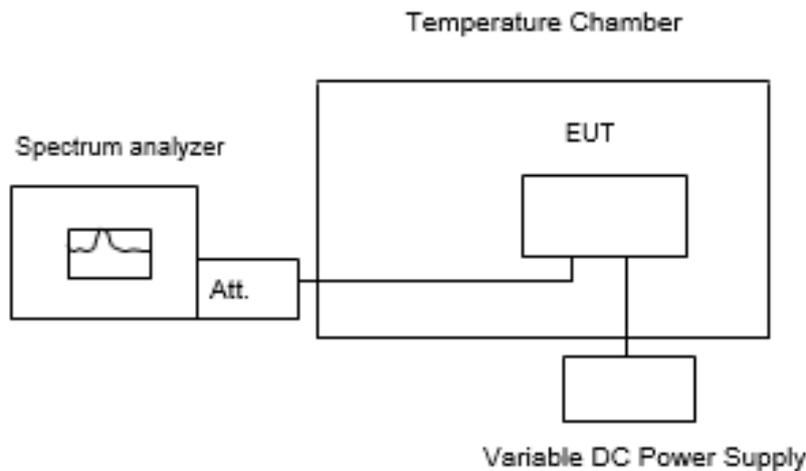 Temperature Chamber
EUT
Spectrum analyzer
Att.
Variable DC Power Supply